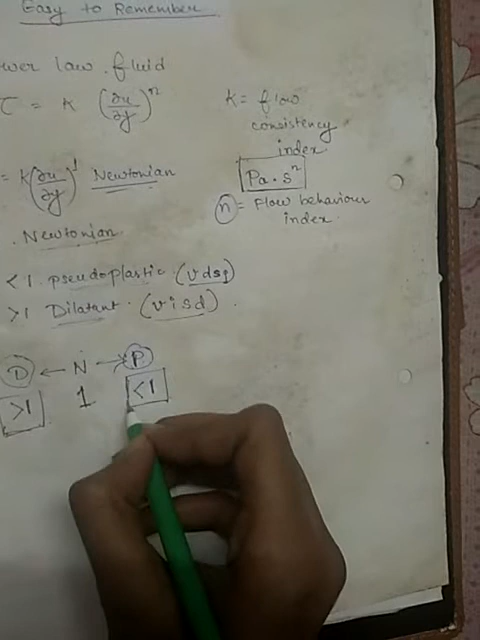 Easy to Remember
wer law fluid
τ = K (∂u/∂y)^n
K = flow
consistency
index
Pa·s^n
= K(∂u/∂y)^1 Newtonian
n = Flow behaviour
index.
Newtonian
<1 pseudoplastic (vdsi)
>1 Dilatant (visd)
D ← N → P
>1 1 <1